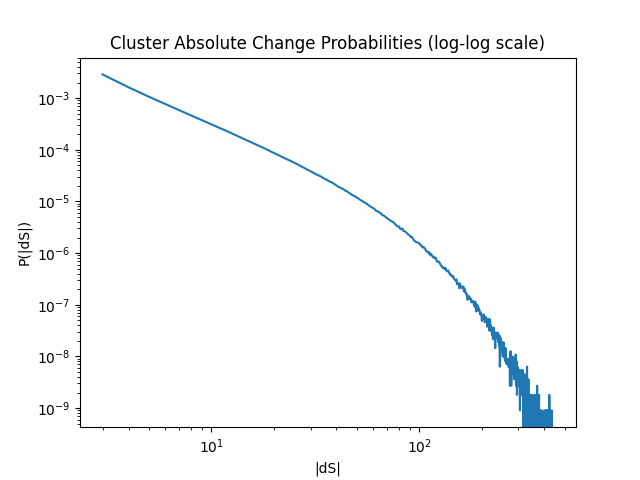 Cluster Absolute Change Probabilities (log-log scale)
P(|dS|)
10⁻³
10⁻⁴
10⁻⁵
10⁻⁶
10⁻⁷
10⁻⁸
10⁻⁹
10¹ 10²
|dS|